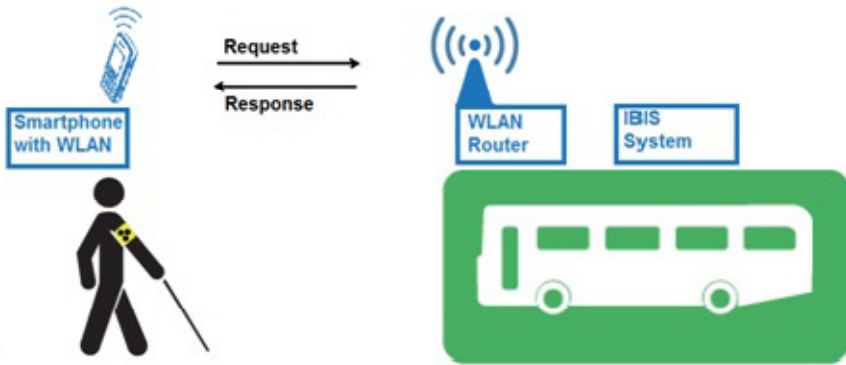 Request
Response
Smartphone
with WLAN
WLAN
Router
IBIS
System